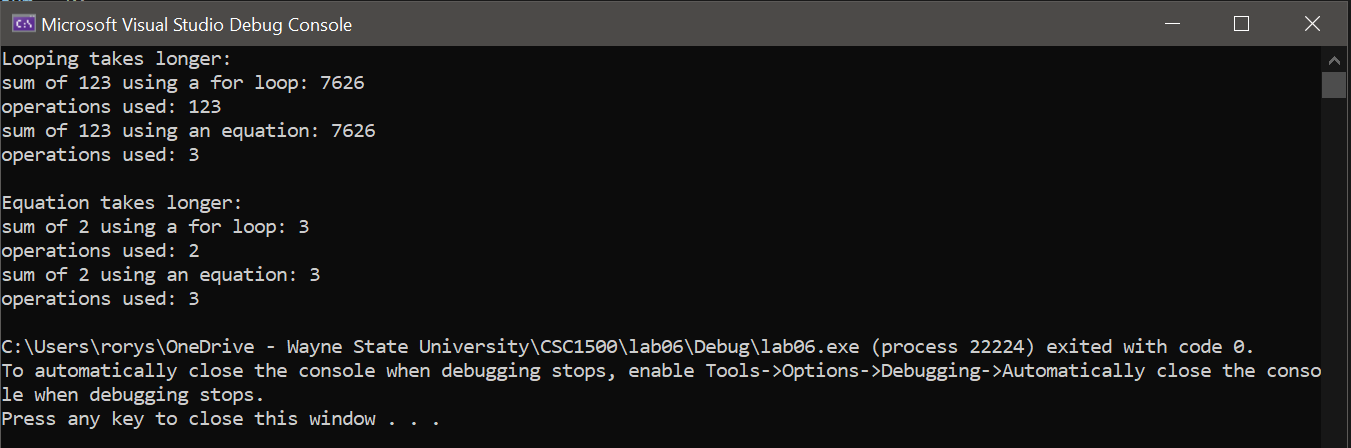 Microsoft Visual Studio Debug Console
Looping takes longer:
sum of 123 using a for loop: 7626
operations used: 123
sum of 123 using an equation: 7626
operations used: 3
Equation takes longer:
sum of 2 using a for loop: 3
operations used: 2
sum of 2 using an equation: 3
operations used: 3
C:\Users\rorys\OneDrive - Wayne State University\CSC1500\lab06\Debug\lab06.exe (process 22224) exited with code 0.
To automatically close the console when debugging stops, enable Tools->Options->Debugging->Automatically close the conso
le when debugging stops.
Press any key to close this window . . .